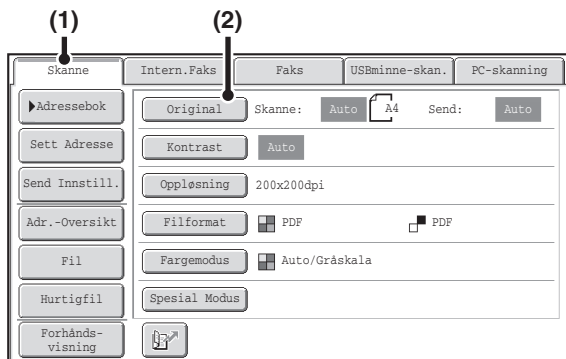 (1) (2)
Skanne Intern.Faks Faks USBminne-skan. PC-skanning
Adressebok Original Skanne: Auto A4 Send: Auto
Sett Adresse Kontrast Auto
Send Innstill. Oppløsning 200x200dpi
Adr.-Oversikt Filformat PDF PDF
Fil Fargemodus Auto/Gråskala
Hurtigfil Spesial Modus
Forhånds-
visning